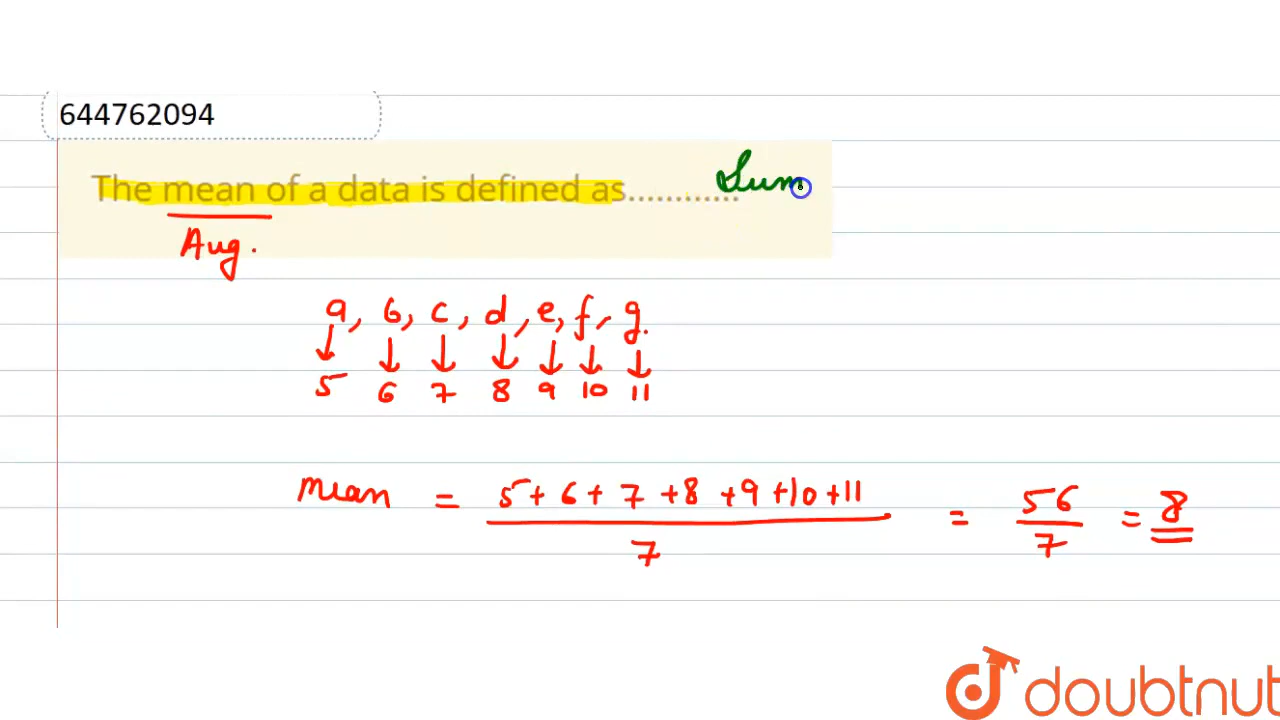 644762094
The mean of a data is defined as............ Sum
Avg.
a, b, c, d, e, f, g.
↓ ↓ ↓ ↓ ↓ ↓ ↓
5 6 7 8 9 10 11
mean = 5+6+7+8+9+10+11 / 7 = 56/7 = 8
doubtnut